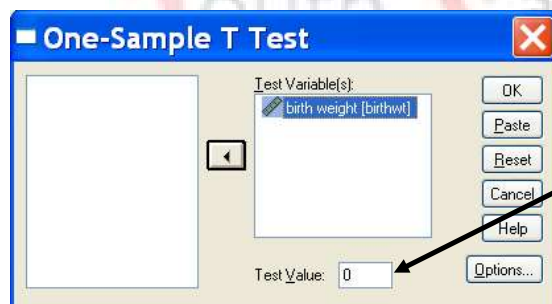 One-Sample T Test
Test Variable(s):
birth weight [birthwt]
OK
Paste
Reset
Cancel
Help
Test Value: 0
Options...